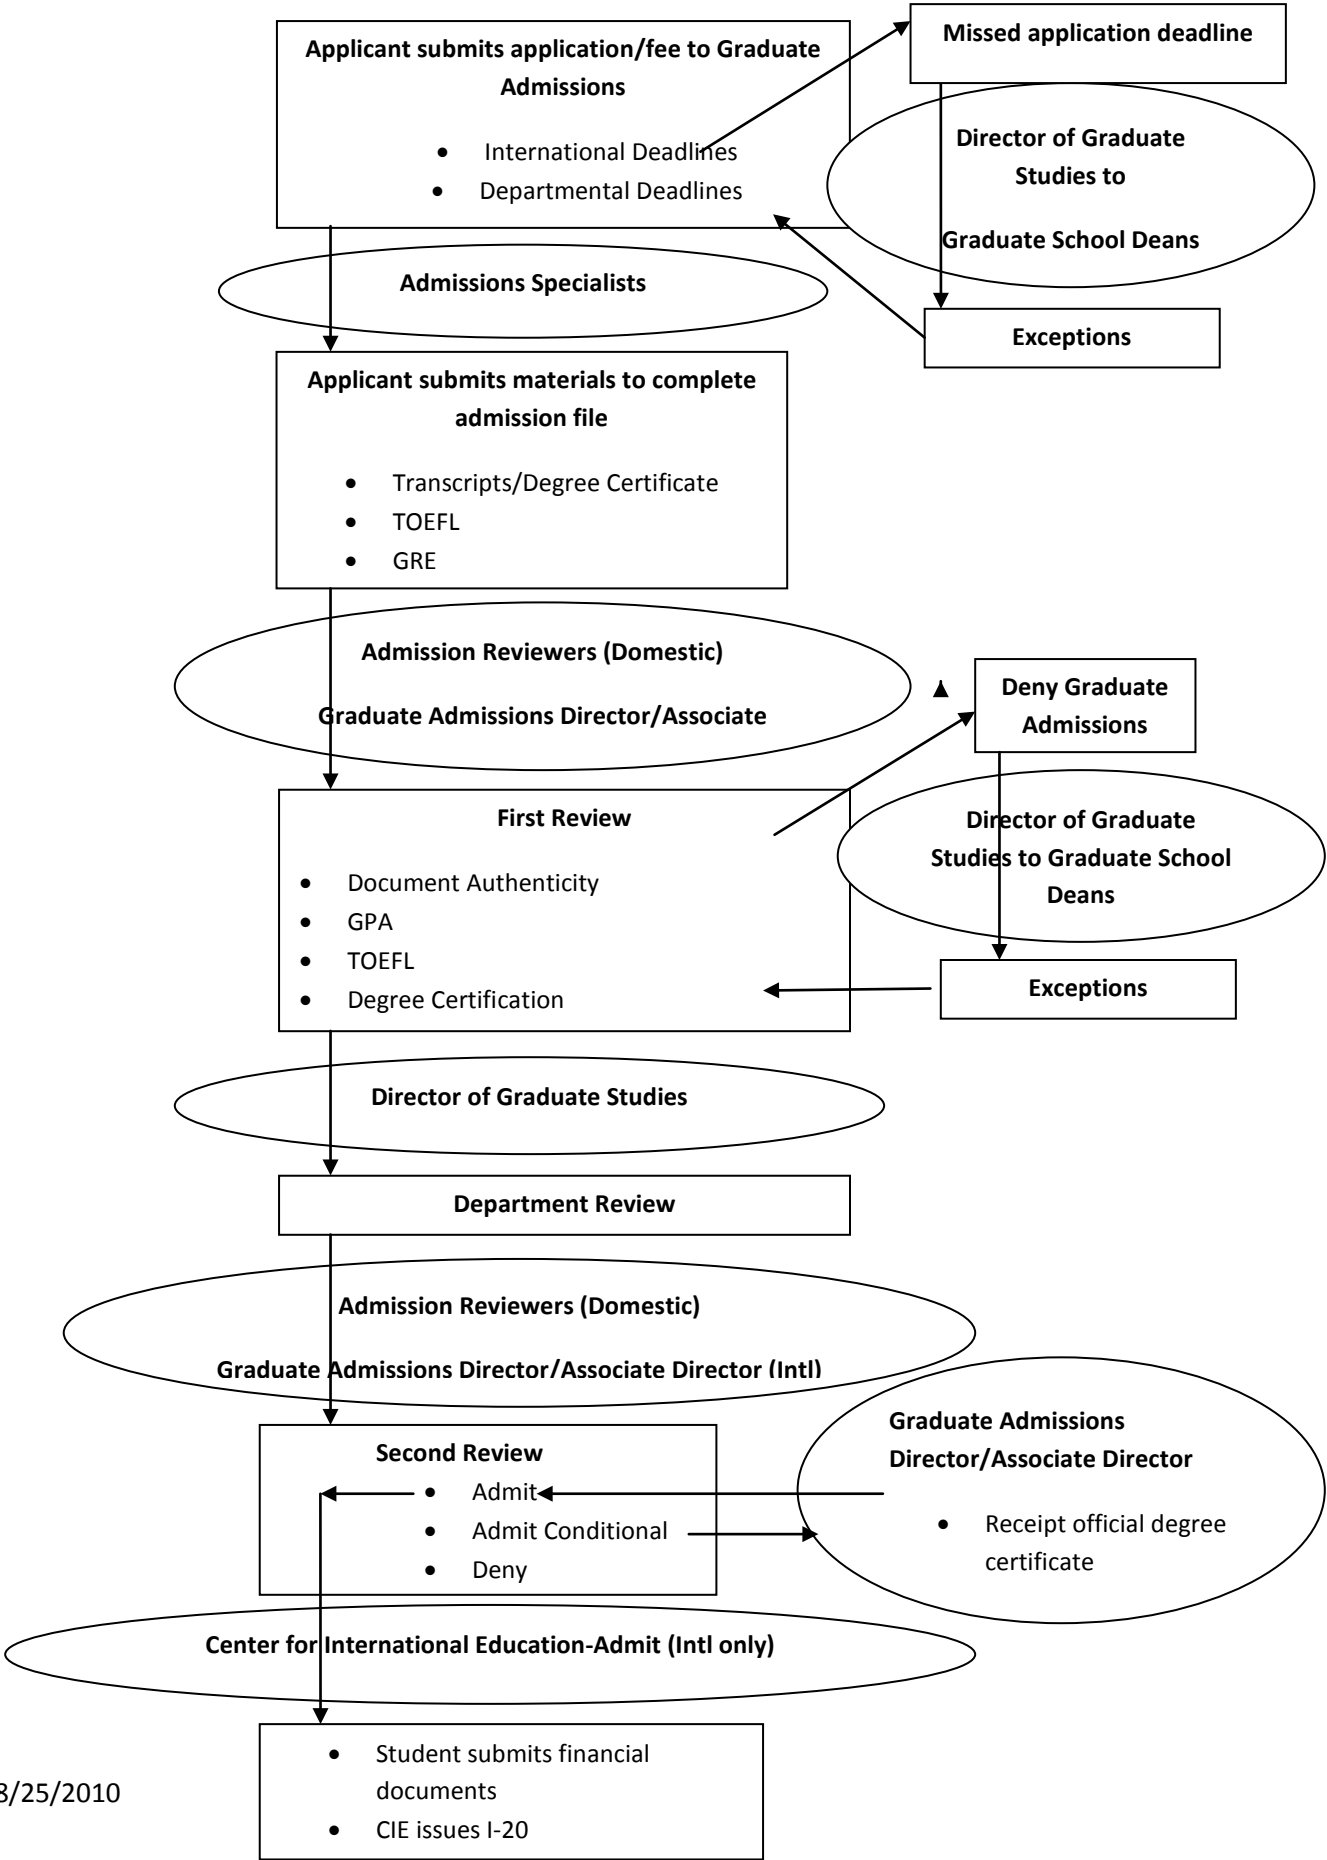 Applicant submits application/fee to Graduate
Admissions
• International Deadlines
• Departmental Deadlines
Missed application deadline
Director of Graduate
Studies to
Graduate School Deans
Exceptions
Admissions Specialists
Applicant submits materials to complete
admission file
• Transcripts/Degree Certificate
• TOEFL
• GRE
Admission Reviewers (Domestic)
Graduate Admissions Director/Associate
Deny Graduate
Admissions
Director of Graduate
Studies to Graduate School
Deans
Exceptions
First Review
• Document Authenticity
• GPA
• TOEFL
• Degree Certification
Director of Graduate Studies
Department Review
Admission Reviewers (Domestic)
Graduate Admissions Director/Associate Director (Intl)
Second Review
• Admit
• Admit Conditional
• Deny
Graduate Admissions
Director/Associate Director
• Receipt official degree
certificate
Center for International Education-Admit (Intl only)
• Student submits financial
documents
• CIE issues I-20
8/25/2010